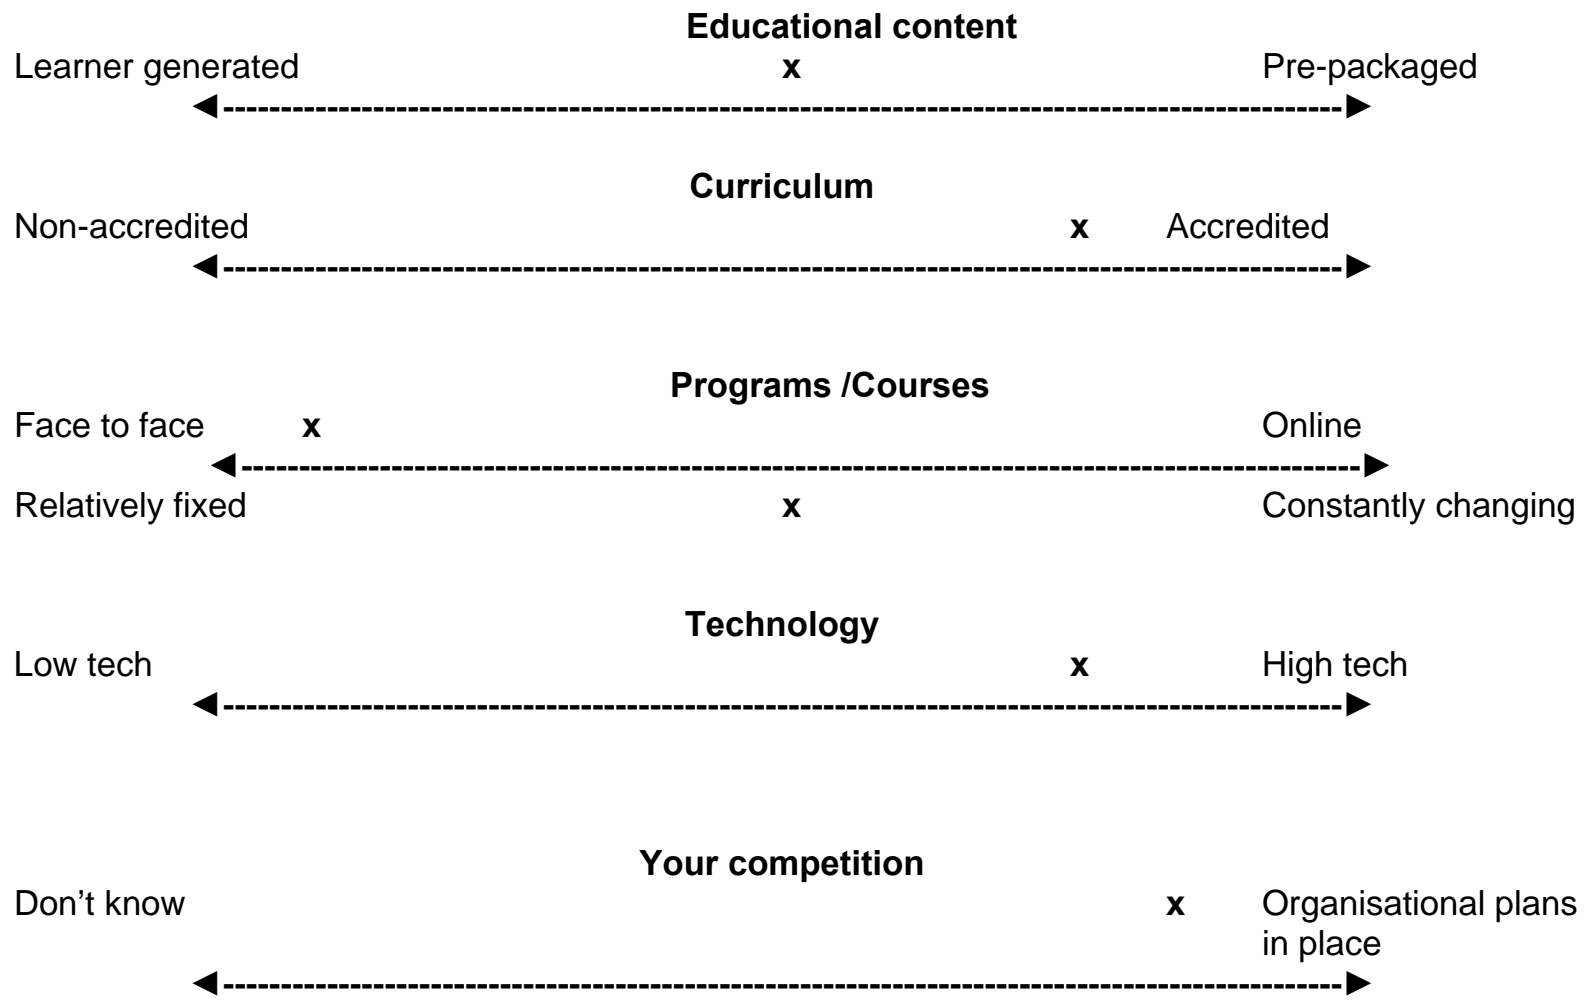 Educational content
Learner generated x Pre-packaged
◄--------------------------------------------------------------------------------►
Curriculum
Non-accredited x Accredited
◄--------------------------------------------------------------------------------►
Programs /Courses
Face to face x Online
◄--------------------------------------------------------------------------------►
Relatively fixed x Constantly changing
Technology
Low tech x High tech
◄--------------------------------------------------------------------------------►
Your competition
Don’t know x Organisational plans
in place
◄--------------------------------------------------------------------------------►